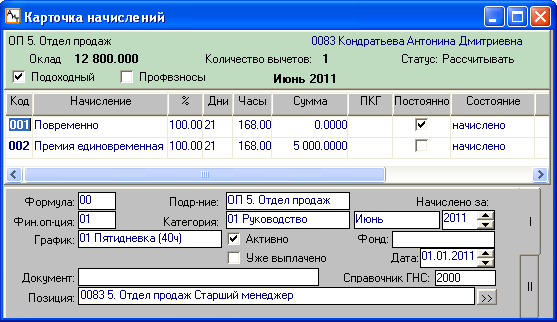 Карточка начислений
ОП 5. Отдел продаж 0083 Кондратьева Антонина Дмитриевна
Оклад 12 800.000 Количество вычетов: 1 Статус: Рассчитывать
Подоходный Профвзносы Июнь 2011
Код Начисление % Дни Часы Сумма ПКГ Постоянно Состояние
001 Повременно 100.00 21 168.00 0.0000 начислено
002 Премия единовременная 100.00 21 168.00 5 000.0000 начислено
Формула: 00 Подр-ние: ОП 5. Отдел продаж Начислено за:
Фин.оп-ция: 01 Категория: 01 Руководство Июнь 2011
График: 01 Пятидневка (40ч) Активно Фонд:
Уже выплачено Дата: 01.01.2011
Документ: Справочник ГНС: 2000
Позиция: 0083 5. Отдел продаж Старший менеджер >>
I
II